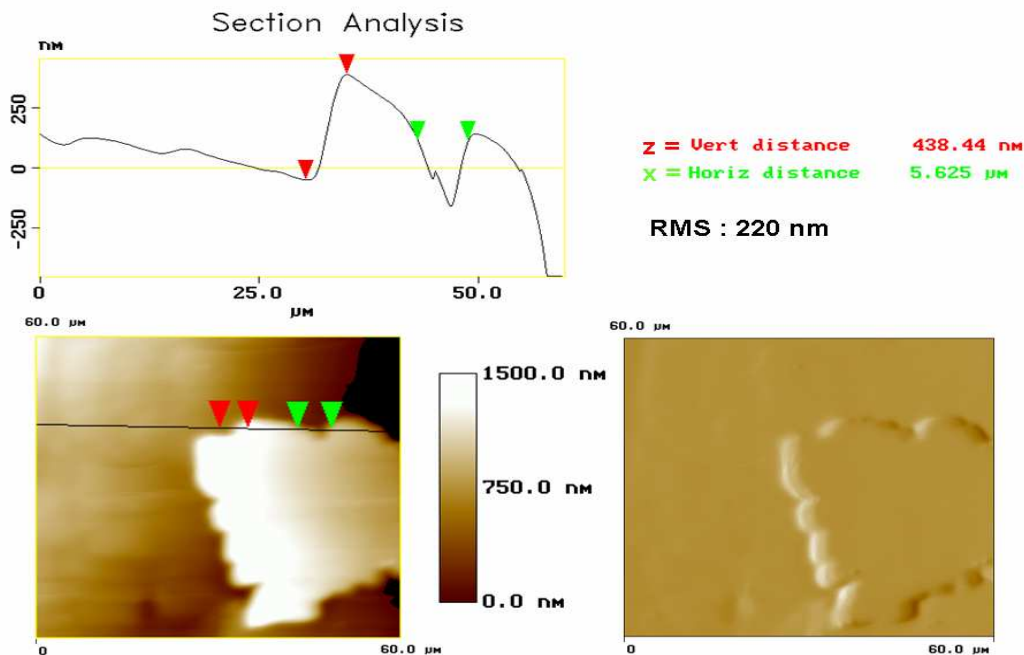 Section Analysis
nM
250
0
-250
0
25.0
50.0
μM
z = Vert distance 438.44 nm
x = Horiz distance 5.625 μm
RMS : 220 nm
60.0 μM
1500.0 nM
750.0 nM
0.0 nM
0
60.0 μM
60.0 μM
0
60.0 μM